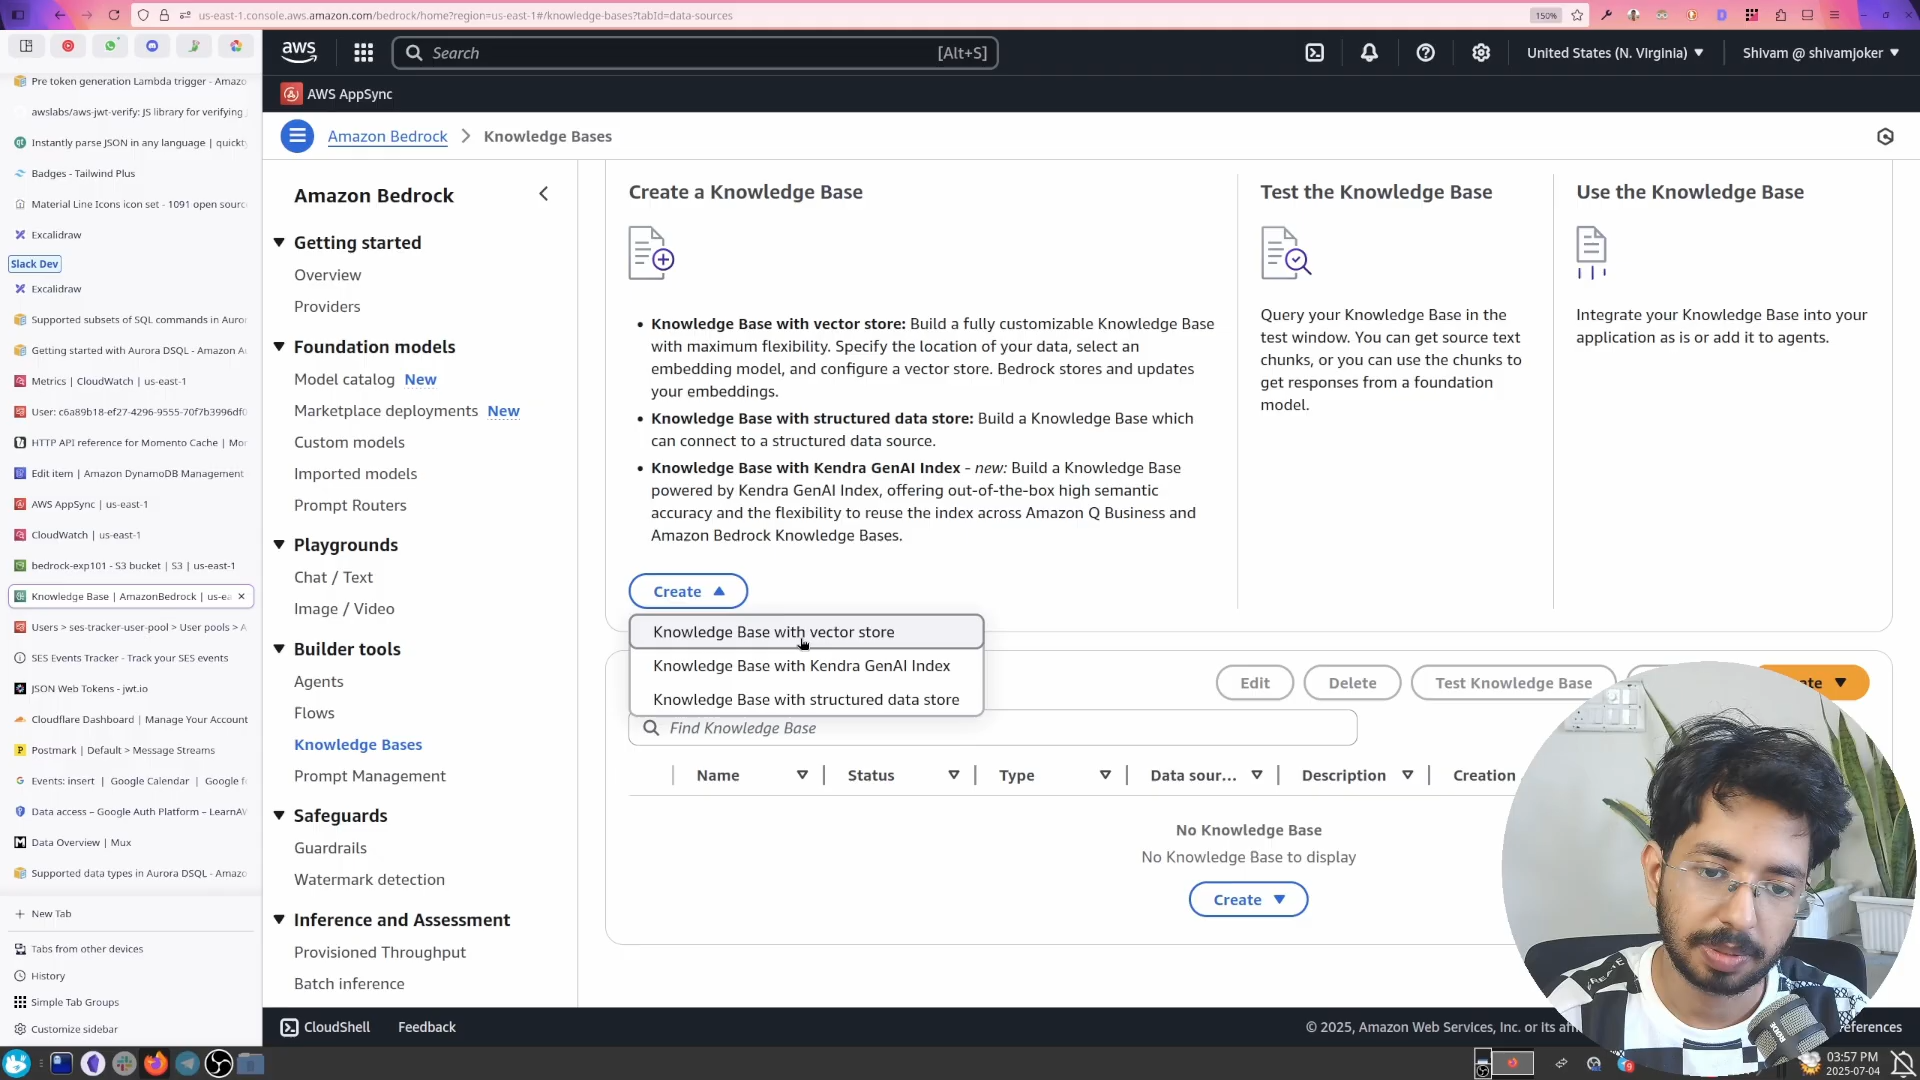 us-east-1.console.aws.amazon.com/bedrock/home?region=us-east-1#/knowledge-bases?tabId=data-sources
150%
Pre token generation Lambda trigger - Amazo
awslabs/aws-jwt-verify: JS library for verifying
Instantly parse JSON in any language | quickt
Badges - Tailwind Plus
Material Line Icons icon set - 1091 open sourc
Excalidraw
Slack Dev
Excalidraw
Supported subsets of SQL commands in Auror
Getting started with Aurora DSQL - Amazon A
Metrics | CloudWatch | us-east-1
User: c6a89b18-ef27-4296-9555-70f7b3996df0
HTTP API reference for Momento Cache | Mor
Edit item | Amazon DynamoDB Management
AWS AppSync | us-east-1
CloudWatch | us-east-1
bedrock-exp101 - S3 bucket | S3 | us-east-1
Knowledge Base | AmazonBedrock | us-ea
Users > ses-tracker-user-pool > User pools > A
SES Events Tracker - Track your SES events
JSON Web Tokens - jwt.io
Cloudflare Dashboard | Manage Your Account
Postmark | Default > Message Streams
Events: insert | Google Calendar | Google f
Data access – Google Auth Platform – LearnAW
Data Overview | Mux
Supported data types in Aurora DSQL - Amazo
New Tab
Tabs from other devices
History
Simple Tab Groups
Customize sidebar
aws
Search
[Alt+S]
United States (N. Virginia)
Shivam @ shivamjoker
AWS AppSync
Amazon Bedrock
Knowledge Bases
Amazon Bedrock
Getting started
Overview
Providers
Foundation models
Model catalog New
Marketplace deployments New
Custom models
Imported models
Prompt Routers
Playgrounds
Chat / Text
Image / Video
Builder tools
Agents
Flows
Knowledge Bases
Prompt Management
Safeguards
Guardrails
Watermark detection
Inference and Assessment
Provisioned Throughput
Batch inference
Create a Knowledge Base
Knowledge Base with vector store: Build a fully customizable Knowledge Base
with maximum flexibility. Specify the location of your data, select an
embedding model, and configure a vector store. Bedrock stores and updates
your embeddings.
Knowledge Base with structured data store: Build a Knowledge Base which
can connect to a structured data source.
Knowledge Base with Kendra GenAI Index - new: Build a Knowledge Base
powered by Kendra GenAI Index, offering out-of-the-box high semantic
accuracy and the flexibility to reuse the index across Amazon Q Business and
Amazon Bedrock Knowledge Bases.
Test the Knowledge Base
Query your Knowledge Base in the
test window. You can get source text
chunks, or you can use the chunks to
get responses from a foundation
model.
Use the Knowledge Base
Integrate your Knowledge Base into your
application as is or add it to agents.
Create
Knowledge Base with vector store
Knowledge Base with Kendra GenAI Index
Knowledge Base with structured data store
Edit
Delete
Test Knowledge Base
Find Knowledge Base
Name
Status
Type
Data sour...
Description
Creation
No Knowledge Base
No Knowledge Base to display
Create
CloudShell
Feedback
© 2025, Amazon Web Services, Inc. or its aff
eferences
03:57 PM
2025-07-04